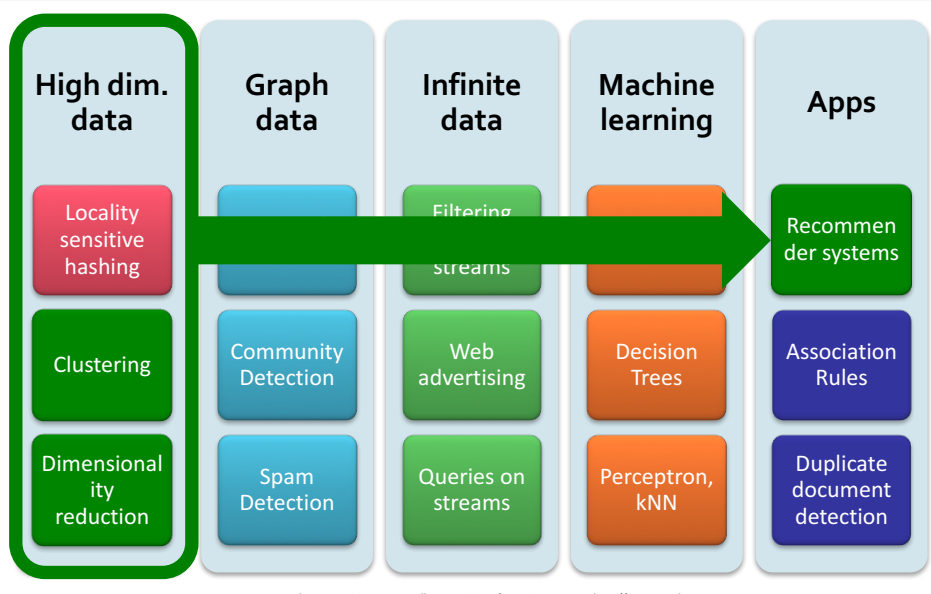 High dim.
data
Locality
sensitive
hashing
Clustering
Dimensional
ity
reduction
Graph
data
Community
Detection
Spam
Detection
Infinite
data
Filtering
streams
Web
advertising
Queries on
streams
Machine
learning
Decision
Trees
Perceptron,
kNN
Apps
Recommen
der systems
Association
Rules
Duplicate
document
detection